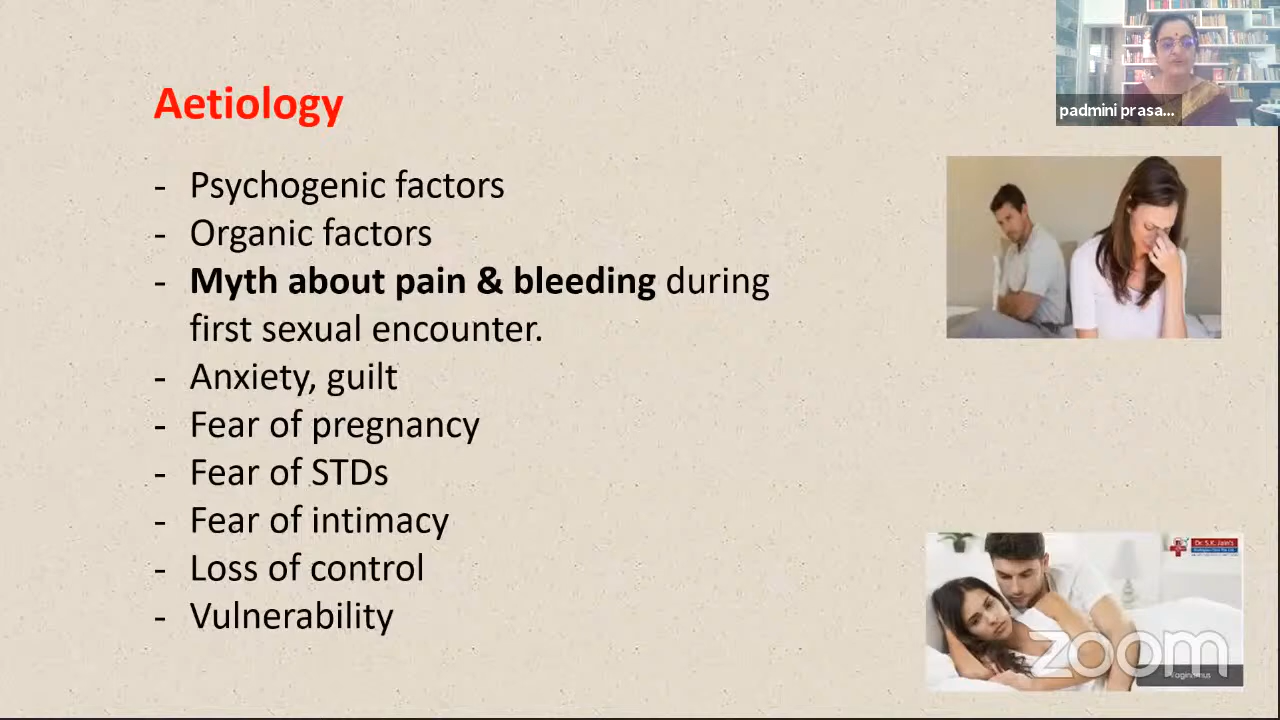 padmini prasa...
Aetiology
- Psychogenic factors
- Organic factors
- Myth about pain & bleeding during
first sexual encounter.
- Anxiety, guilt
- Fear of pregnancy
- Fear of STDs
- Fear of intimacy
- Loss of control
- Vulnerability
Dr. S.K. Jain's
zoom
Vaginismus